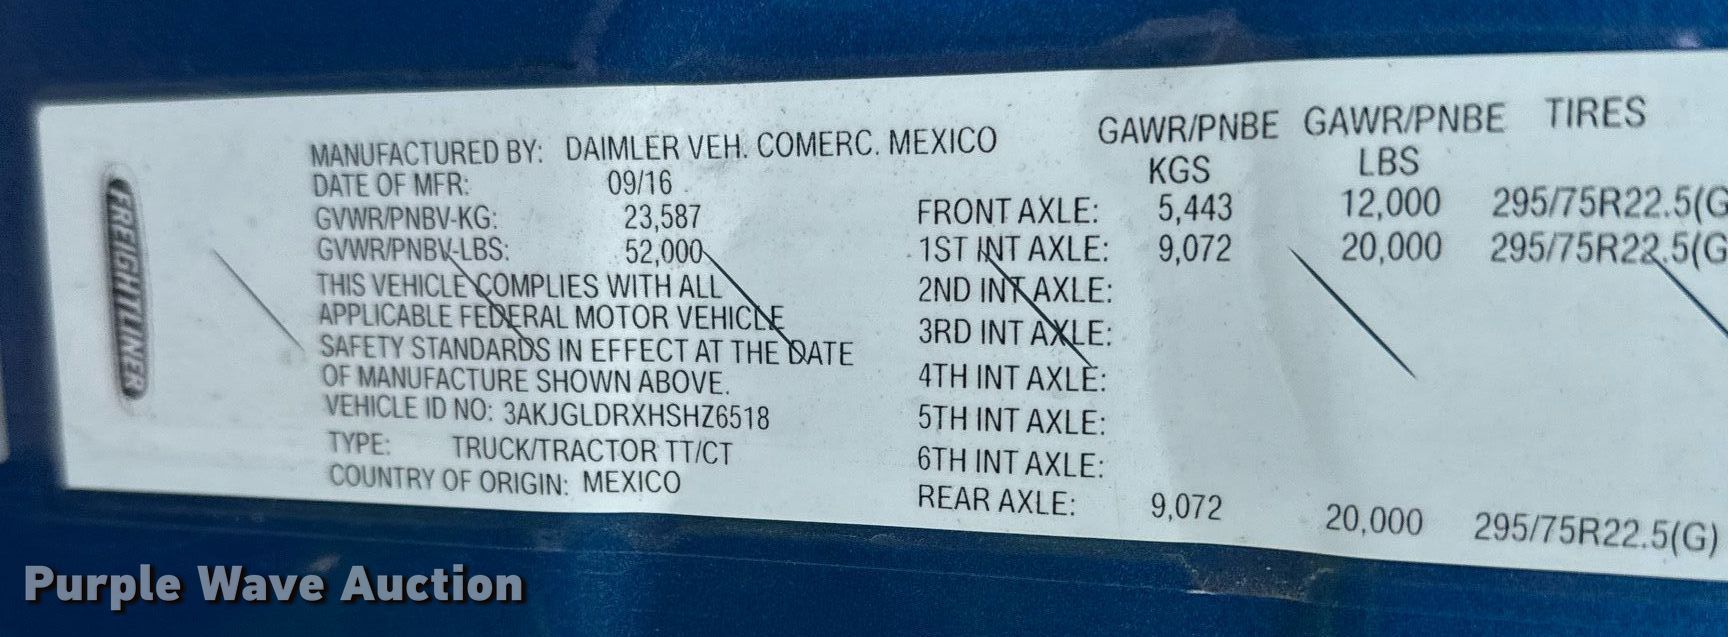 FREIGHTLINER
MANUFACTURED BY: DAIMLER VEH. COMERC. MEXICO
DATE OF MFR: 09/16
GVWR/PNBV-KG: 23,587
GVWR/PNBV-LBS: 52,000
THIS VEHICLE COMPLIES WITH ALL
APPLICABLE FEDERAL MOTOR VEHICLE
SAFETY STANDARDS IN EFFECT AT THE DATE
OF MANUFACTURE SHOWN ABOVE.
VEHICLE ID NO: 3AKJGLDRXHSHZ6518
TYPE: TRUCK/TRACTOR TT/CT
COUNTRY OF ORIGIN: MEXICO
GAWR/PNBE GAWR/PNBE TIRES
KGS LBS
FRONT AXLE: 5,443 12,000 295/75R22.5(G
1ST INT AXLE: 9,072 20,000 295/75R22.5(G
2ND INT AXLE:
3RD INT AXLE:
4TH INT AXLE:
5TH INT AXLE:
6TH INT AXLE:
REAR AXLE: 9,072 20,000 295/75R22.5(G)
Purple Wave Auction